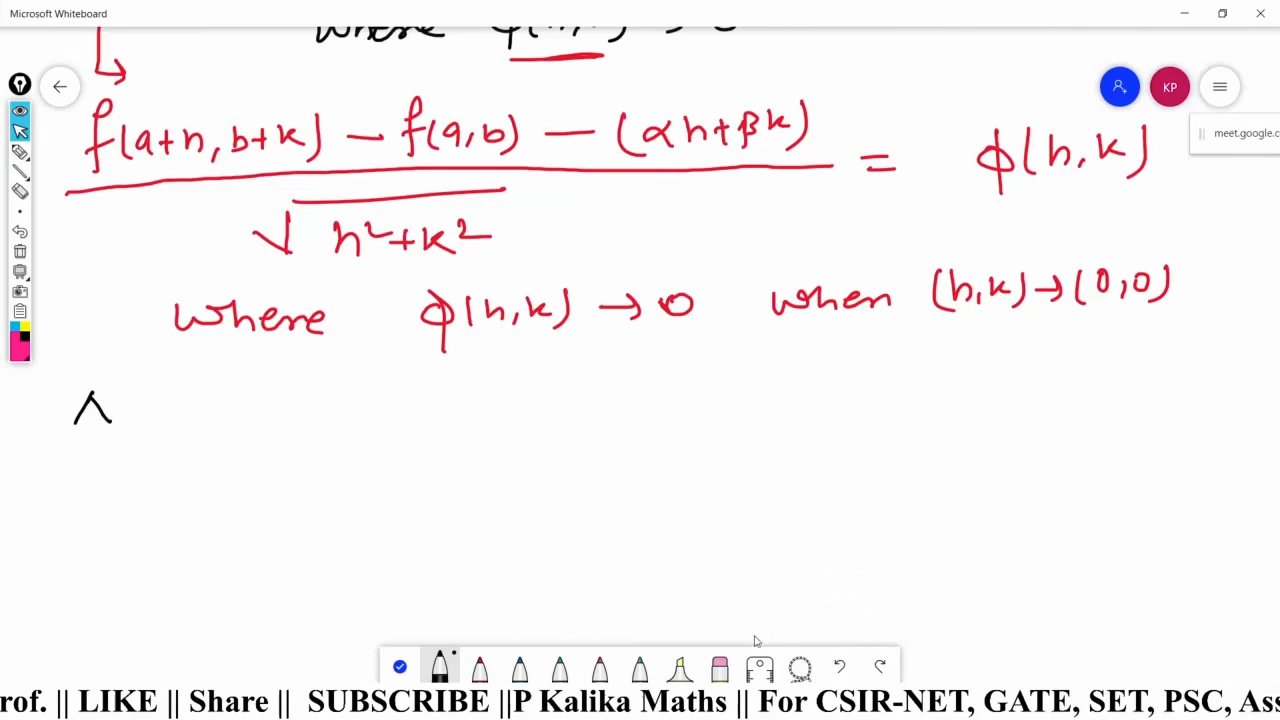 Microsoft Whiteboard
where
f(a+h, b+k) – f(a,b) – (αh+βk)
= φ(h,k)
√h²+k²
where φ(h,k) → 0 when (h,k)→(0,0)
KP
meet.google.c
rof. || LIKE || Share || SUBSCRIBE ||P Kalika Maths || For CSIR-NET, GATE, SET, PSC, Ass